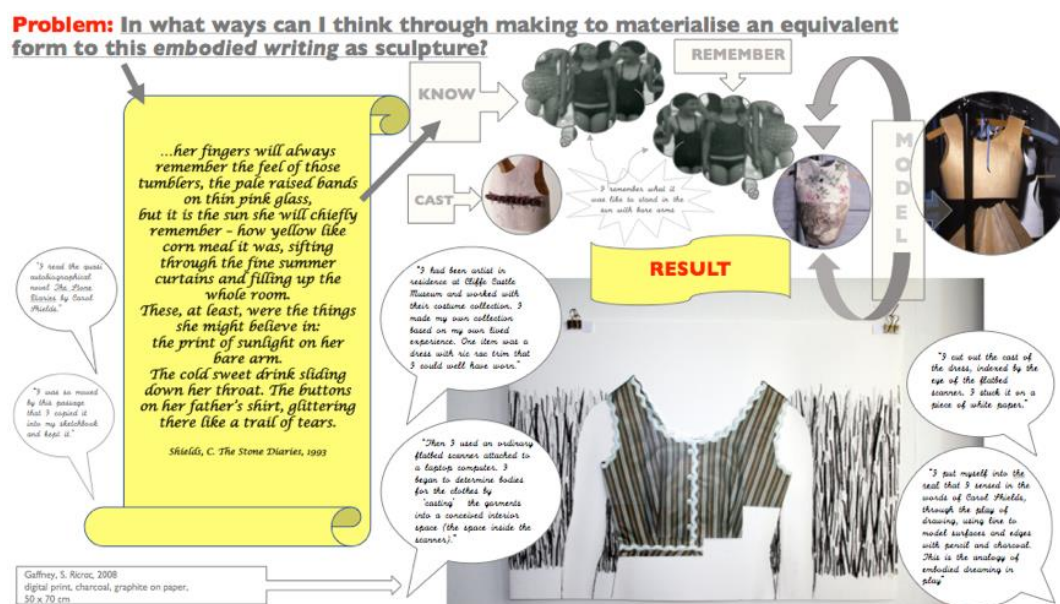 Problem: In what ways can I think through making to materialise an equivalent
form to this embodied writing as sculpture?
KNOW
REMEMBER
CAST
MODEL
...her fingers will always
remember the feel of those
tumblers, the pale raised bands
on thin pink glass,
but it is the sun she will chiefly
remember – how yellow like
corn meal it was, sifting
through the fine summer
curtains and filling up the
whole room.
These, at least, were the things
she might believe in:
the print of sunlight on her
bare arm.
The cold sweet drink sliding
down her throat. The buttons
on her father's shirt, glittering
there like a trail of tears.
Shields, C. The Stone Diaries, 1993
"I read the quasi
autobiographical
novel The Stone
Diaries by Carol
Shields."
"I was so moved
by this passage
that I copied it
into my sketchbook
and kept it."
I remember what it
was like to stand in the
sun with bare arms
RESULT
"I had been artist in
residence at Cliffe Castle
Museum and worked with
their costume collection. I
made my own collection
based on my own lived
experience. One item was a
dress with ric rac trim that
I could well have worn."
"Then I used an ordinary
flatbed scanner attached to
a laptop computer. I
began to determine bodies
for the clothes by
'casting' the garments
into a conceived interior
space (the space inside the
scanner)."
"I cut out the cast of
the dress, indexed by the
eye of the flatbed
scanner. I stuck it on a
piece of white paper."
"I put myself into the
real that I sensed in the
words of Carol Shields,
through the play of
drawing, using line to
model surfaces and edges
with pencil and charcoal.
This is the analogy of
embodied dreaming in
play"
Gaffney, S. Ricrac, 2008
digital print, charcoal, graphite on paper,
50 x 70 cm